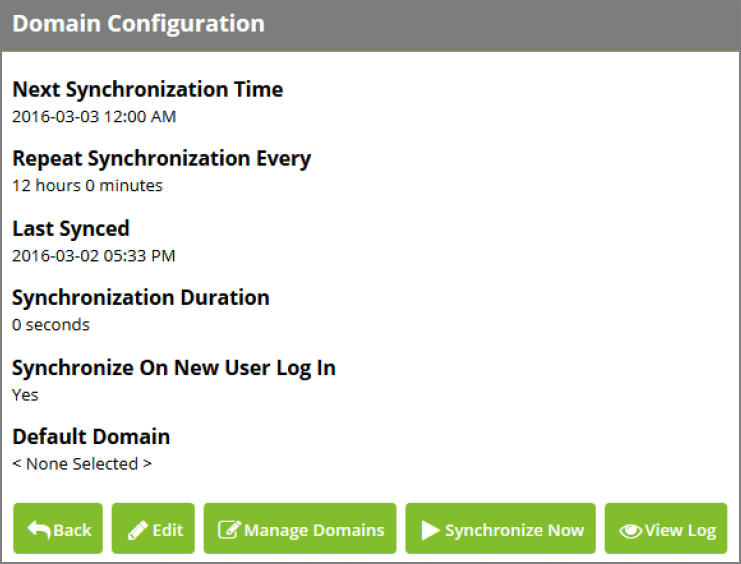 Domain Configuration
Next Synchronization Time
2016-03-03 12:00 AM
Repeat Synchronization Every
12 hours 0 minutes
Last Synced
2016-03-02 05:33 PM
Synchronization Duration
0 seconds
Synchronize On New User Log In
Yes
Default Domain
< None Selected >
Back Edit Manage Domains Synchronize Now View Log